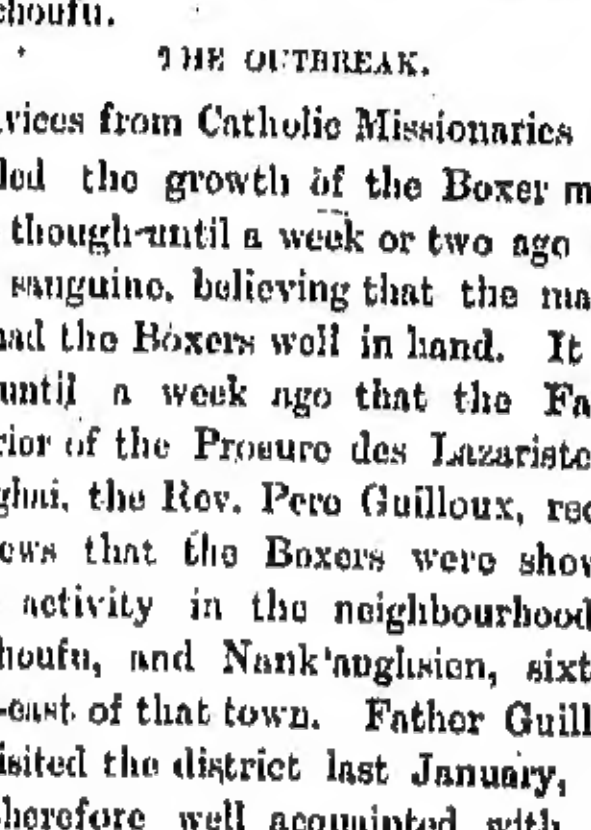 choufu.
THE OUTBREAK.
vices from Catholic Missionaries
led the growth of the Boxer m
though until a week or two ago
sanguine, believing that the ma
had the Boxers well in hand. It
until a week ago that the Fa
rior of the Procure des Lazariste
ghai, the Rev. Pere Guilloux, rec
ews that the Boxers were show
activity in the neighbourhood
houfu, and Nank'anghsien, sixt
-east of that town. Father Guill
isited the district last January,
herefore well acquainted with